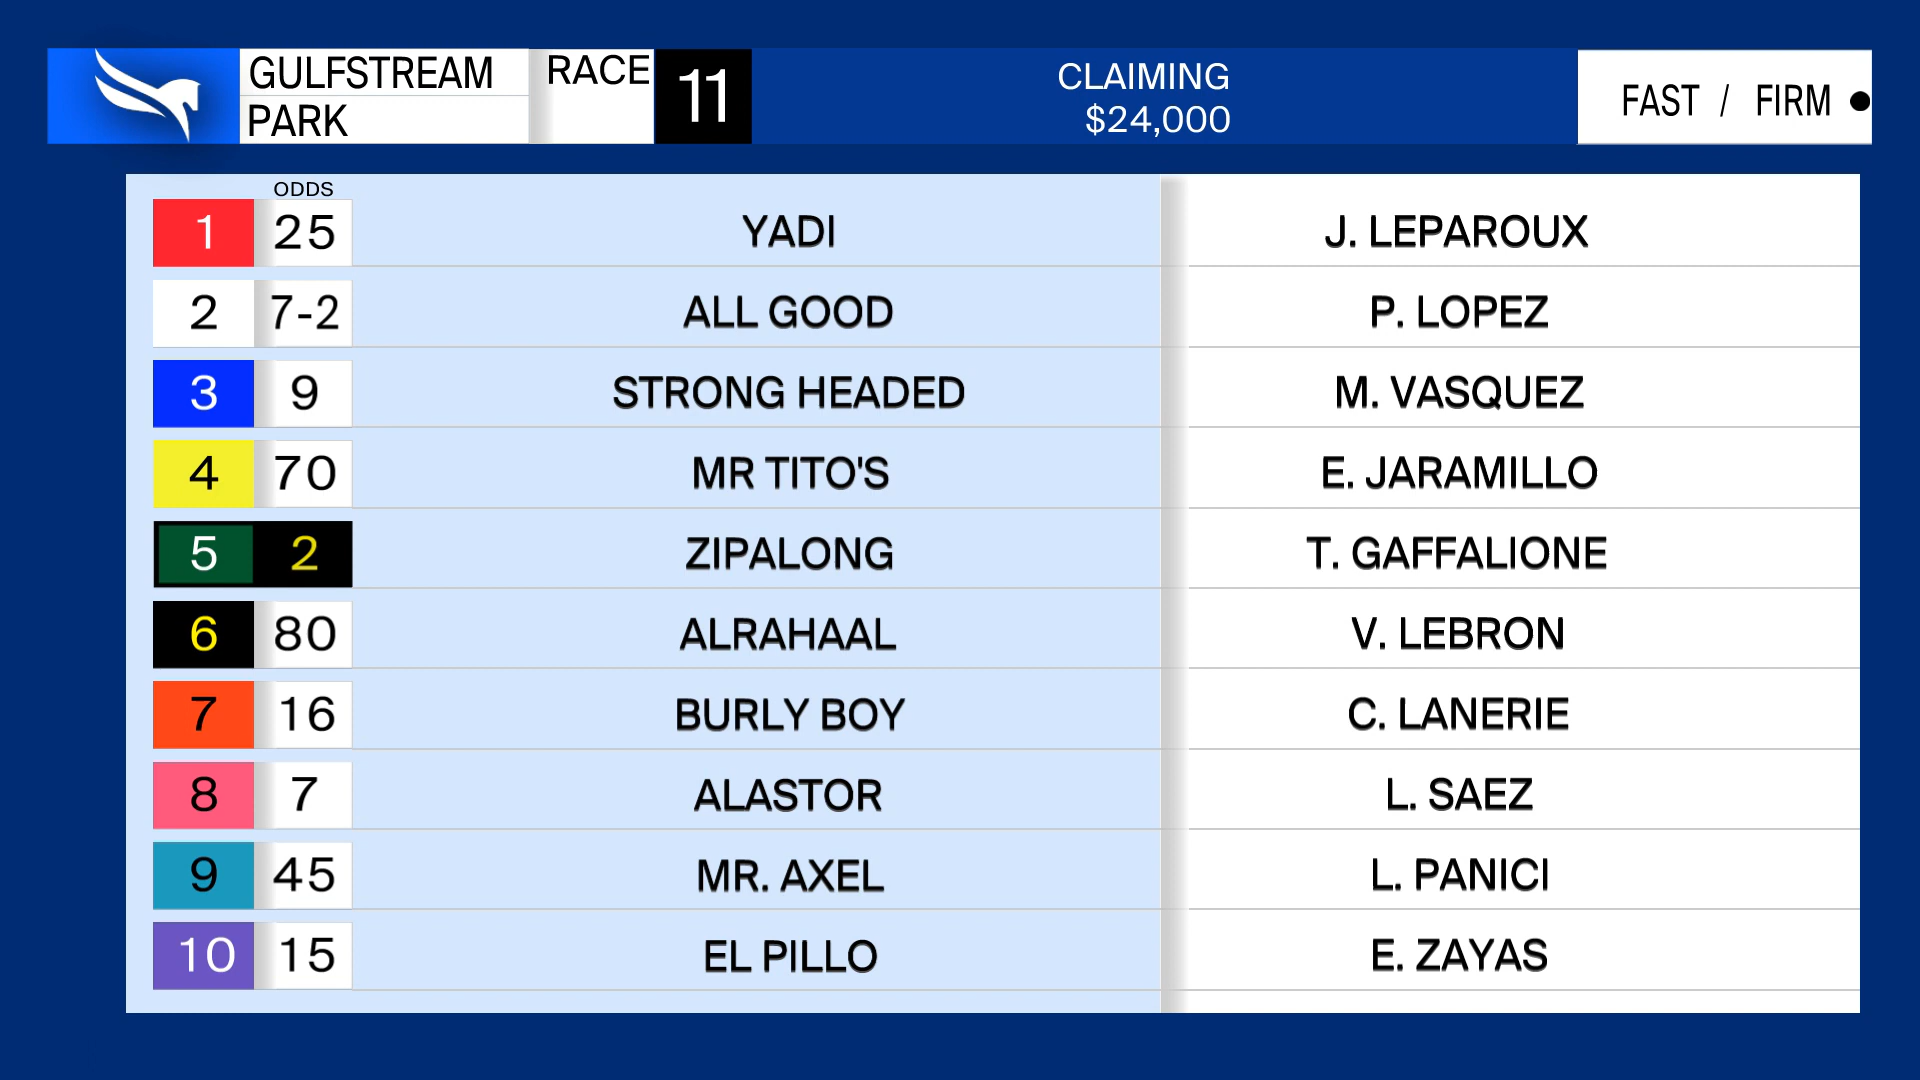 GULFSTREAM
PARK
RACE
11
CLAIMING
$24,000
FAST / FIRM
ODDS
1 25 YADI J. LEPAROUX
2 7-2 ALL GOOD P. LOPEZ
3 9 STRONG HEADED M. VASQUEZ
4 70 MR TITO'S E. JARAMILLO
5 2 ZIPALONG T. GAFFALIONE
6 80 ALRAHAAL V. LEBRON
7 16 BURLY BOY C. LANERIE
8 7 ALASTOR L. SAEZ
9 45 MR. AXEL L. PANICI
10 15 EL PILLO E. ZAYAS